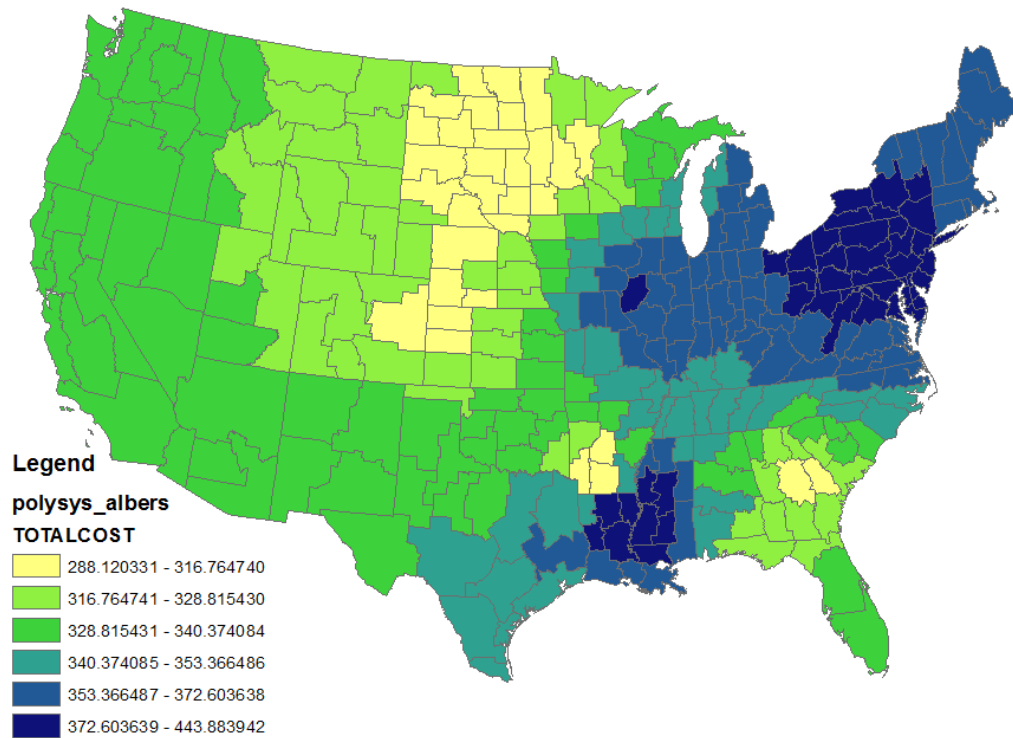 Legend
polysys_albers
TOTALCOST
288.120331 - 316.764740
316.764741 - 328.815430
328.815431 - 340.374084
340.374085 - 353.366486
353.366487 - 372.603638
372.603639 - 443.883942